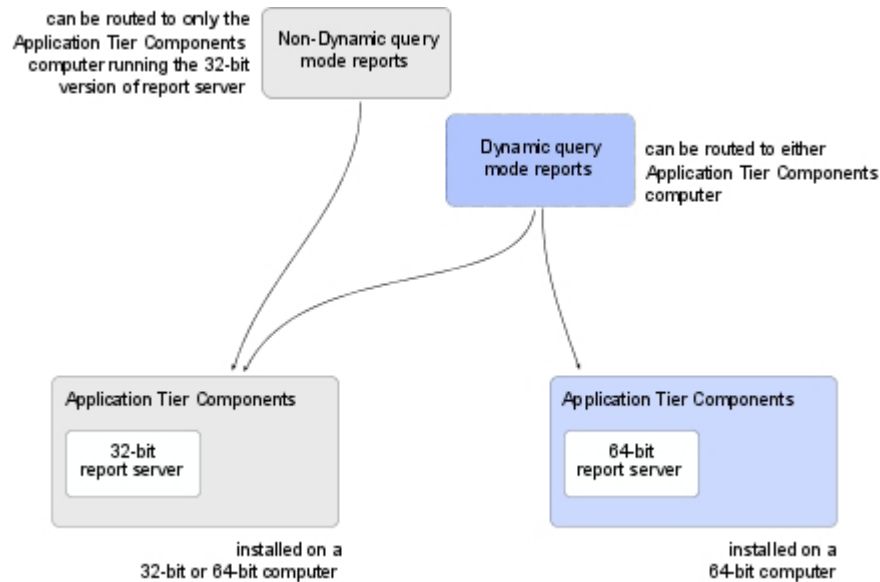 can be routed to only the
Application Tier Components
computer running the 32-bit
version of report server
Non-Dynamic query
mode reports
Dynamic query
mode reports
can be routed to either
Application Tier Components
computer
Application Tier Components
32-bit
report server
installed on a
32-bit or 64-bit computer
Application Tier Components
64-bit
report server
installed on a
64-bit computer